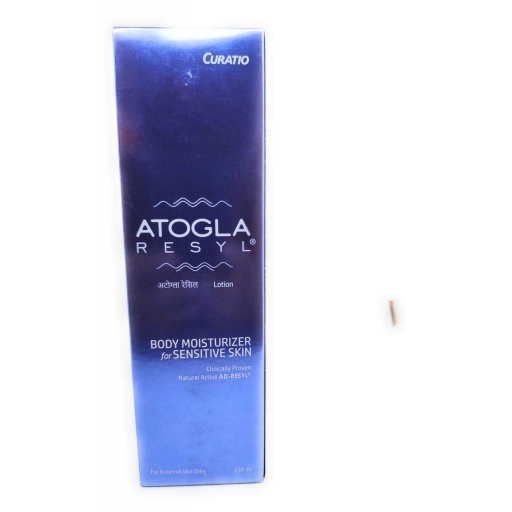 CURATIO
ATOGLA
RESYL®
अटोग्ला रेसिल Lotion
BODY MOISTURIZER
for SENSITIVE SKIN
Clinically Proven
Natural Active AD-RESYL®
For External Use Only 250 ml